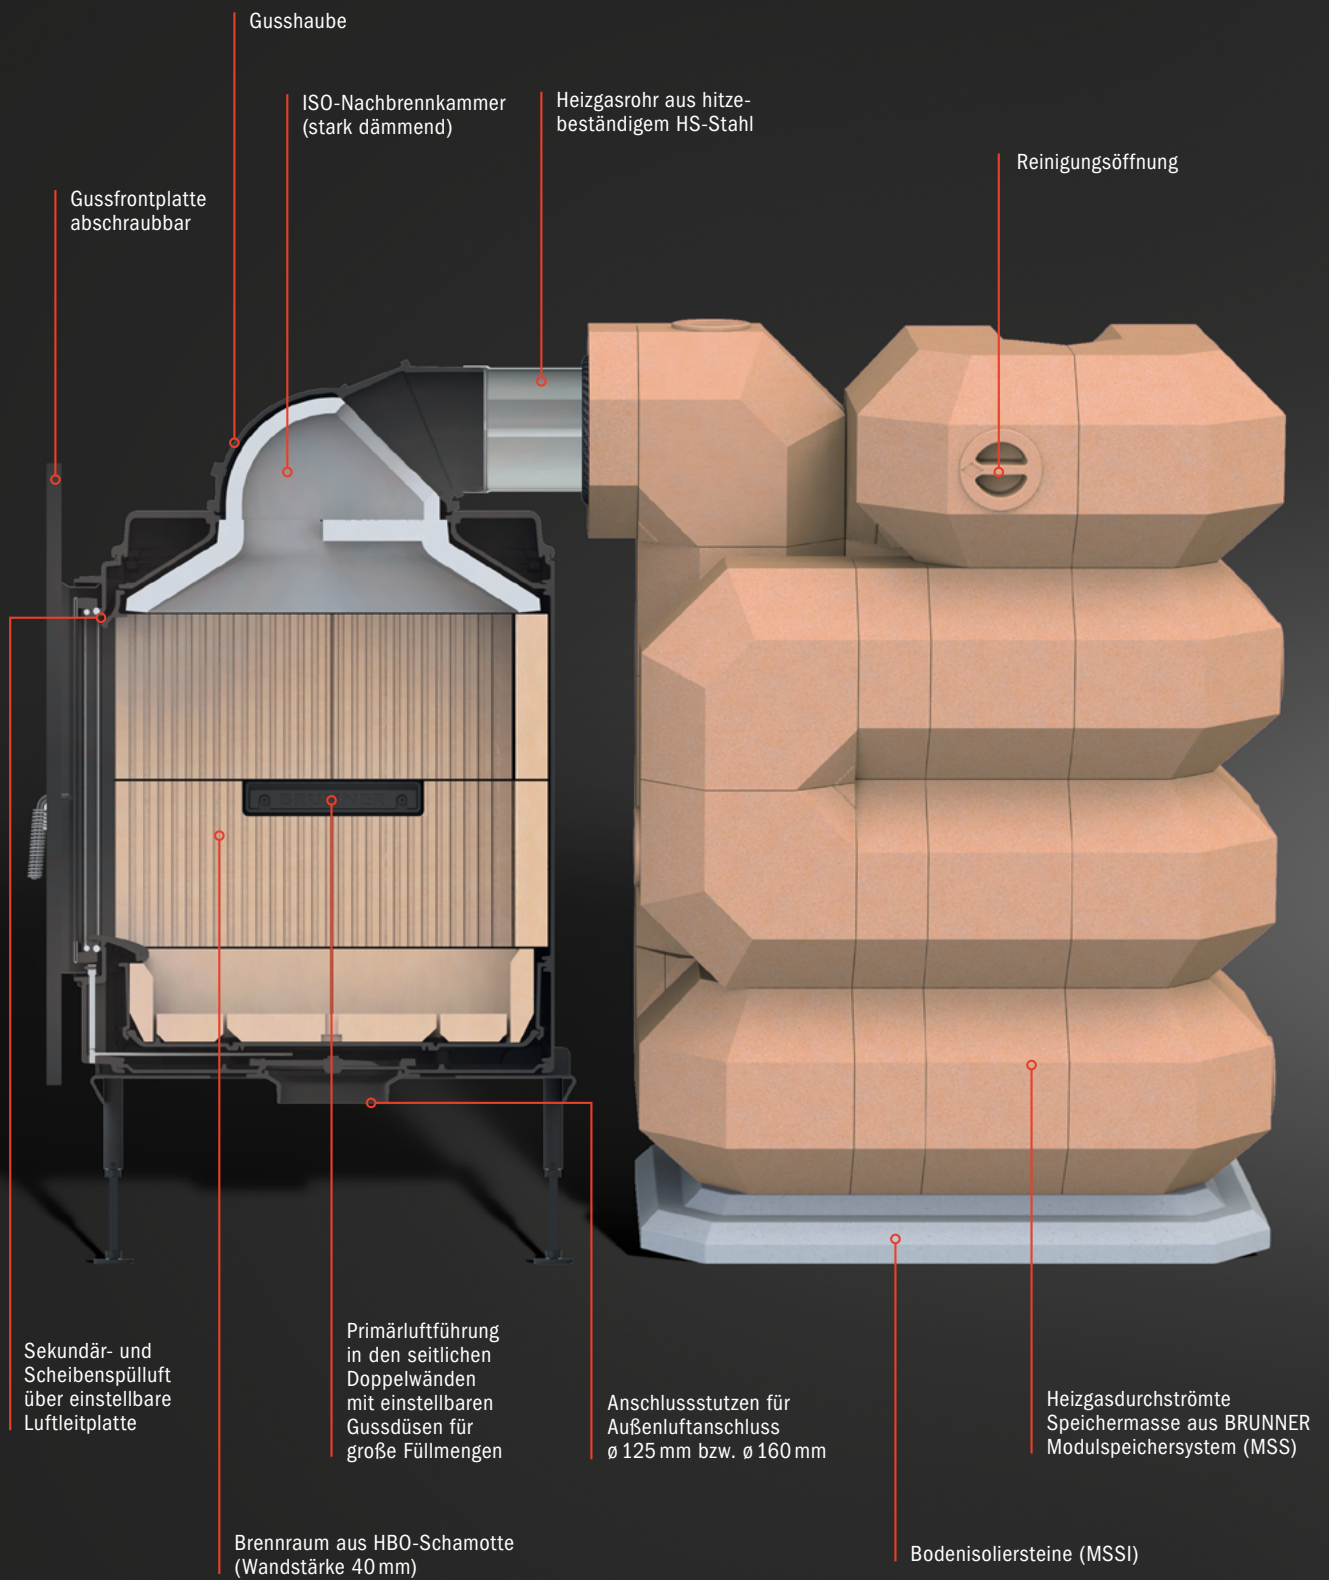 Gusshaube
ISO-Nachbrennkammer
(stark dämmend)
Heizgasrohr aus hitze-
beständigem HS-Stahl
Reinigungsöffnung
Gussfrontplatte
abschraubbar
BRUNNER
Sekundär- und
Scheibenspülluft
über einstellbare
Luftleitplatte
Primärluftführung
in den seitlichen
Doppelwänden
mit einstellbaren
Gussdüsen für
große Füllmengen
Anschlussstutzen für
Außenluftanschluss
ø 125 mm bzw. ø 160 mm
Heizgasdurchströmte
Speichermasse aus BRUNNER
Modulspeichersystem (MSS)
Brennraum aus HBO-Schamotte
(Wandstärke 40 mm)
Bodenisoliersteine (MSSI)